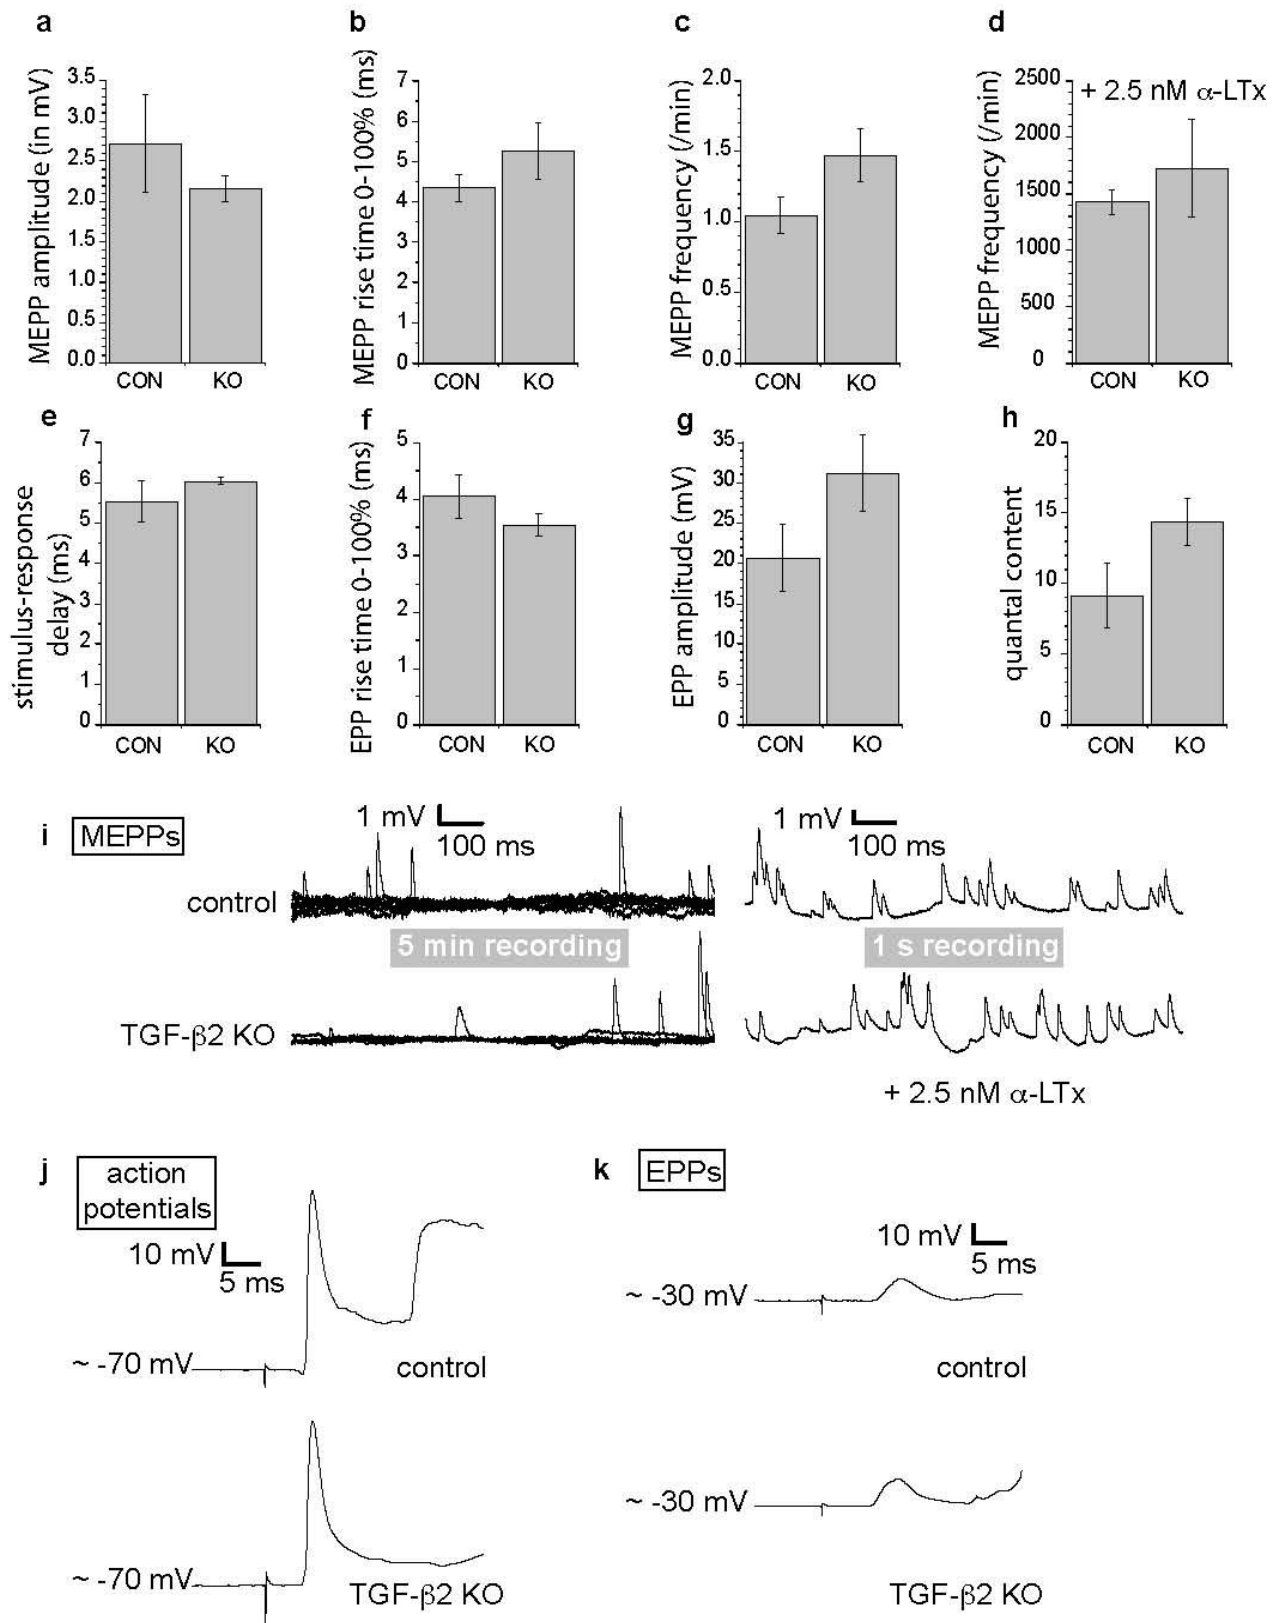 a
MEPP amplitude (in mV)
3.5
3.0
2.5
2.0
1.5
1.0
0.5
0.0
CON KO
b
MEPP rise time 0-100% (ms)
7
6
5
4
3
2
1
0
CON KO
c
MEPP frequency (/min)
2.0
1.5
1.0
0.5
0.0
CON KO
d
MEPP frequency (/min)
2500
2000
1500
1000
500
0
+ 2.5 nM α-LTx
CON KO
e
stimulus-response
delay (ms)
7
6
5
4
3
2
1
0
CON KO
f
EPP rise time 0-100% (ms)
5
4
3
2
1
0
CON KO
g
EPP amplitude (mV)
35
30
25
20
15
10
5
0
CON KO
h
quantal content
20
15
10
5
0
CON KO
i MEPPs
1 mV
100 ms
1 mV
100 ms
control
5 min recording
1 s recording
TGF-β2 KO
+ 2.5 nM α-LTx
j action
potentials
10 mV
5 ms
~ -70 mV
control
~ -70 mV
TGF-β2 KO
k EPPs
10 mV
5 ms
~ -30 mV
control
~ -30 mV
TGF-β2 KO